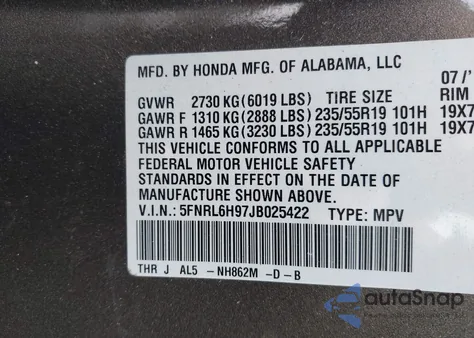 MFD. BY HONDA MFG. OF ALABAMA, LLC
07/'
GVWR 2730 KG (6019 LBS) TIRE SIZE RIM
GAWR F 1310 KG (2888 LBS) 235/55R19 101H 19X7
GAWR R 1465 KG (3230 LBS) 235/55R19 101H 19X7
THIS VEHICLE CONFORMS TO ALL APPLICABLE
FEDERAL MOTOR VEHICLE SAFETY
STANDARDS IN EFFECT ON THE DATE OF
MANUFACTURE SHOWN ABOVE.
V.I.N.: 5FNRL6H97JB025422 TYPE: MPV
THR J AL5 -NH862M -D -B
autoSnap